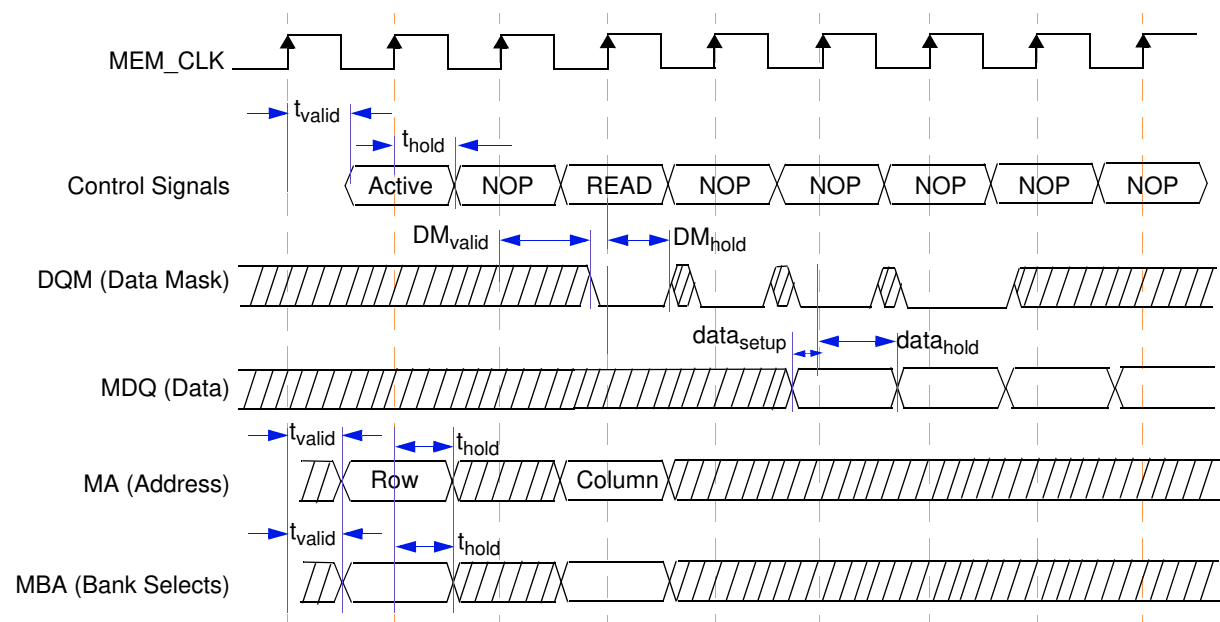 MEM_CLK
tvalid
thold
Control Signals Active NOP READ NOP NOP NOP NOP NOP
DMvalid DMhold
DQM (Data Mask)
datasetup datahold
MDQ (Data)
tvalid thold
MA (Address) Row Column
tvalid thold
MBA (Bank Selects)